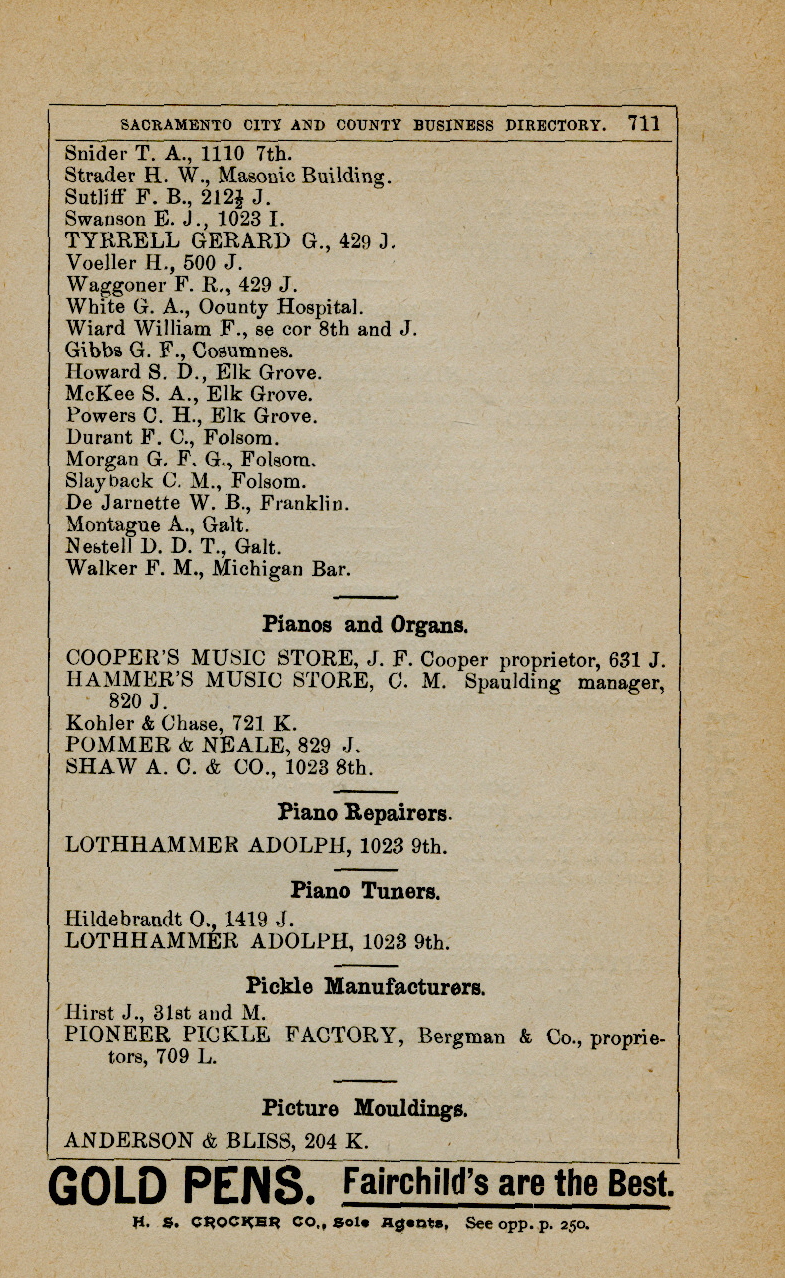 SACRAMENTO CITY AND COUNTY BUSINESS DIRECTORY. 711
Snider T. A., 1110 7th.
Strader H. W., Masonic Building.
Sutliff F. B., 212½ J.
Swanson E. J., 1023 I.
TYRRELL GERARD G., 429 J.
Voeller H., 500 J.
Waggoner F. R., 429 J.
White G. A., Oounty Hospital.
Wiard William F., se cor 8th and J.
Gibbs G. F., Cosumnes.
Howard S. D., Elk Grove.
McKee S. A., Elk Grove.
Powers C. H., Elk Grove.
Durant F. C., Folsom.
Morgan G. F. G., Folsom.
Slayback C. M., Folsom.
De Jarnette W. B., Franklin.
Montague A., Galt.
Nestell D. D. T., Galt.
Walker F. M., Michigan Bar.
Pianos and Organs.
COOPER'S MUSIC STORE, J. F. Cooper proprietor, 631 J.
HAMMER'S MUSIC STORE, C. M. Spaulding manager,
820 J.
Kohler & Chase, 721 K.
POMMER & NEALE, 829 J.
SHAW A. C. & CO., 1023 8th.
Piano Repairers.
LOTHHAMMER ADOLPH, 1023 9th.
Piano Tuners.
Hildebrandt O., 1419 J.
LOTHHAMMER ADOLPH, 1023 9th.
Pickle Manufacturers.
Hirst J., 31st and M.
PIONEER PICKLE FACTORY, Bergman & Co., proprie-
tors, 709 L.
Picture Mouldings.
ANDERSON & BLISS, 204 K.
GOLD PENS. Fairchild's are the Best.
H. S. CROCKER CO., Sole Agents, See opp. p. 250.